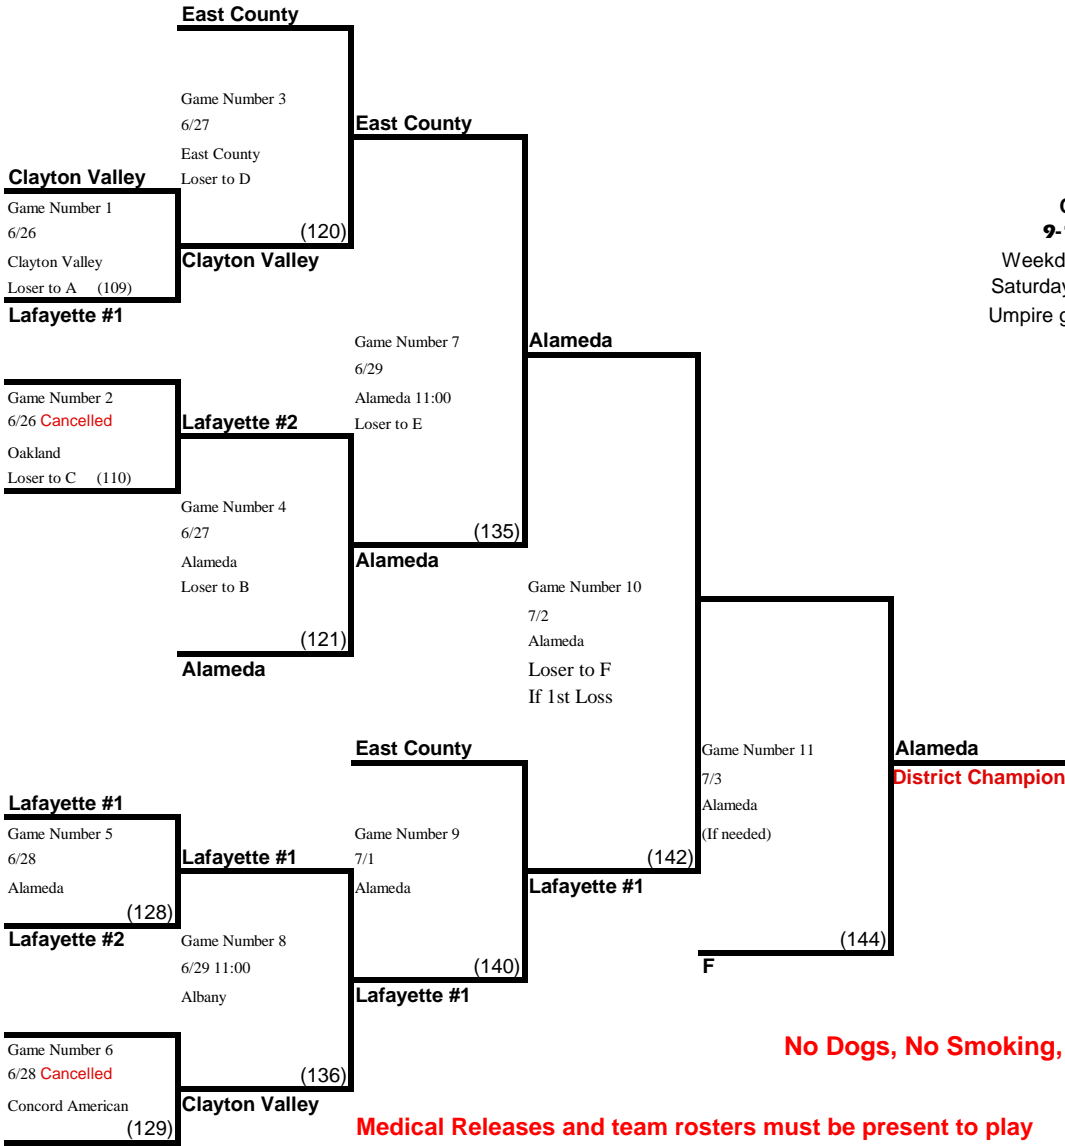 East County
Game Number 3
6/27
East County
East County
Loser to D
Clayton Valley
Game Number 1
6/26
(120)
Clayton Valley
Clayton Valley
Loser to A (109)
Lafayette #1
Weekd
Saturday
Umpire g
Game Number 7
Alameda
6/29
Alameda 11:00
Loser to E
Game Number 2
6/26 Cancelled
Lafayette #2
Oakland
Loser to C (110)
Game Number 4
6/27
(135)
Alameda
Alameda
Loser to B
Game Number 10
7/2
(121)
Alameda
Alameda
Loser to F
If 1st Loss
East County
Game Number 11
Alameda
7/3
District Champion
Alameda
(If needed)
Lafayette #1
Game Number 5
6/28
Lafayette #1
Alameda
(128)
Lafayette #2
Game Number 9
7/1
Alameda
(142)
Lafayette #1
Game Number 8
6/29 11:00
Albany
(140)
Lafayette #1
(144)
F
Game Number 6
6/28 Cancelled
(136)
Concord American
Clayton Valley
(129)
No Dogs, No Smoking,
Medical Releases and team rosters must be present to play